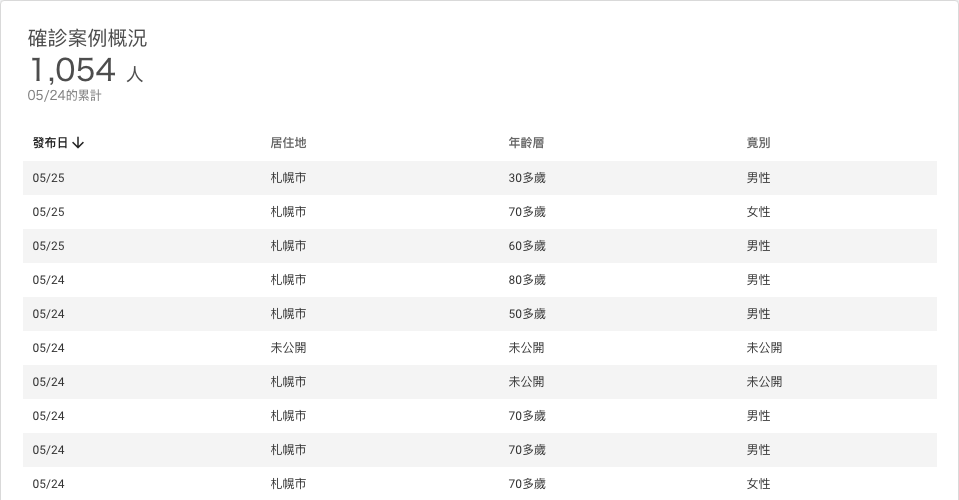 確診案例概況
1,054 人
05/24的累計
發布日↓ 居住地 年齡層 竟別
05/25 札幌市 30多歲 男性
05/25 札幌市 70多歲 女性
05/25 札幌市 60多歲 男性
05/24 札幌市 80多歲 男性
05/24 札幌市 50多歲 男性
05/24 未公開 未公開 未公開
05/24 札幌市 未公開 未公開
05/24 札幌市 70多歲 男性
05/24 札幌市 70多歲 男性
05/24 札幌市 70多歲 女性